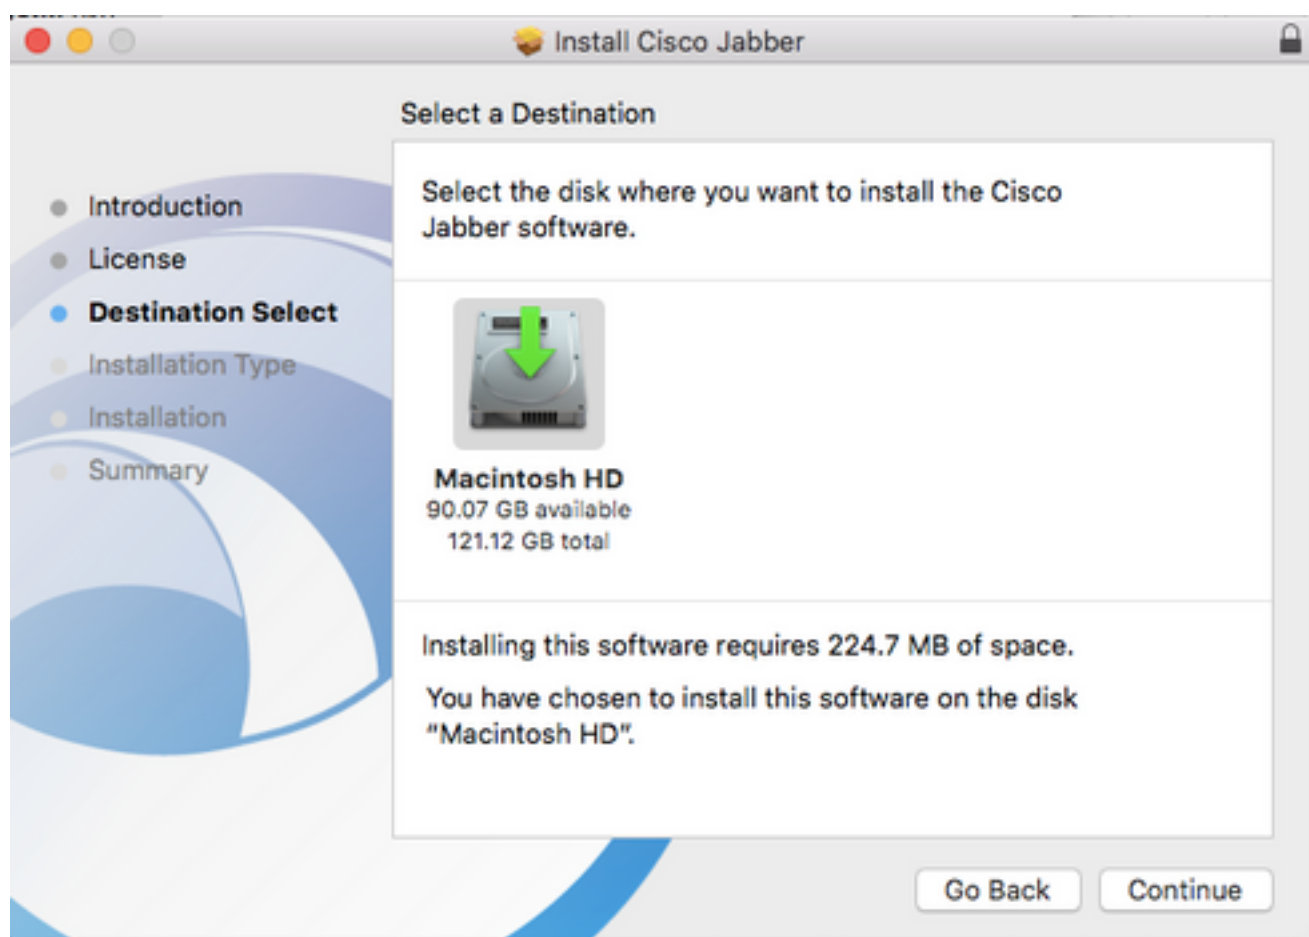 Install Cisco Jabber
Select a Destination
Introduction
License
Destination Select
Installation Type
Installation
Summary
Select the disk where you want to install the Cisco
Jabber software.
Macintosh HD
90.07 GB available
121.12 GB total
Installing this software requires 224.7 MB of space.
You have chosen to install this software on the disk
“Macintosh HD”.
Go Back
Continue